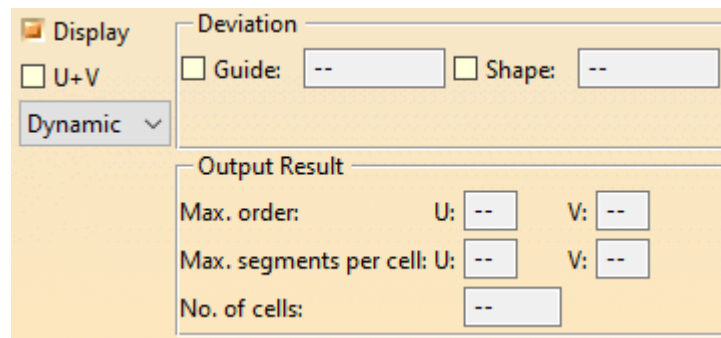 Display
U+V
Dynamic
Deviation
Guide: -- Shape: --
Output Result
Max. order: U: -- V: --
Max. segments per cell: U: -- V: --
No. of cells: --